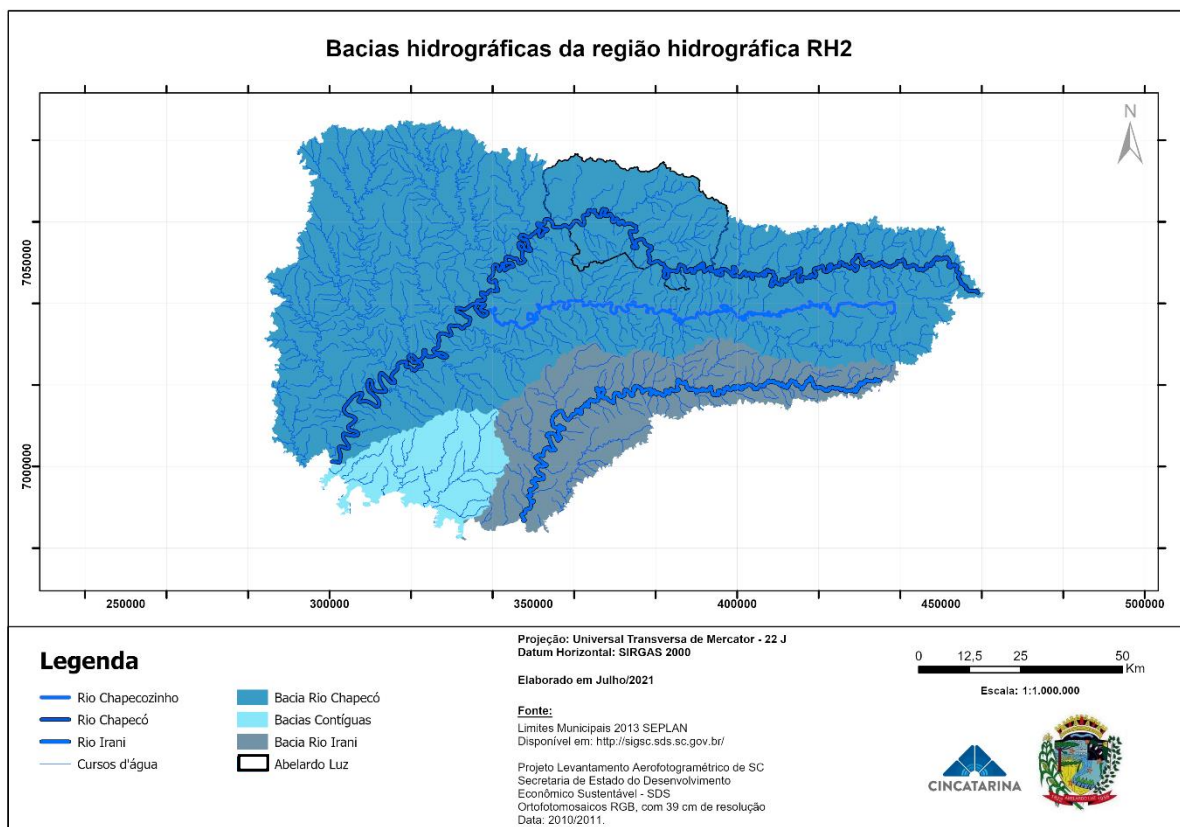 Bacias hidrográficas da região hidrográfica RH2
N
7050000
7000000
250000
300000
350000
400000
450000
500000
Legenda
Rio Chapecozinho
Rio Chapecó
Rio Irani
Cursos d'água
Bacia Rio Chapecó
Bacias Contíguas
Bacia Rio Irani
Abelardo Luz
Projeção: Universal Transversa de Mercator - 22 J
Datum Horizontal: SIRGAS 2000
Elaborado em Julho/2021
Fonte:
Limites Municipais 2013 SEPLAN
Disponível em: http://sigsc.sds.sc.gov.br/
Projeto Levantamento Aerofotogramétrico de SC
Secretaria de Estado do Desenvolvimento
Econômico Sustentável - SDS
Ortofotomosaicos RGB, com 39 cm de resolução
Data: 2010/2011.
0 12,5 25 50
Km
Escala: 1:1.000.000
CINCATARINA